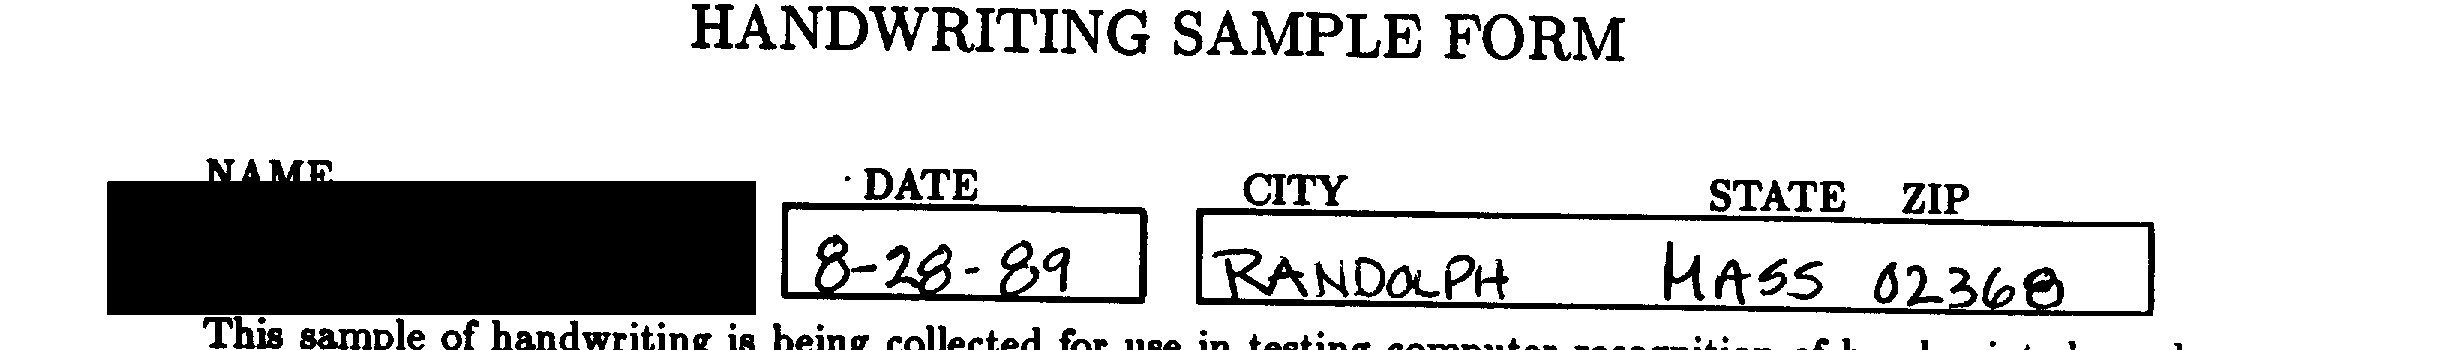 HANDWRITING SAMPLE FORM
NAME DATE CITY STATE ZIP
8-28-89 RANDOLPH MASS 02368
This sample of handwriting is being collected for use in testing computer recognition of